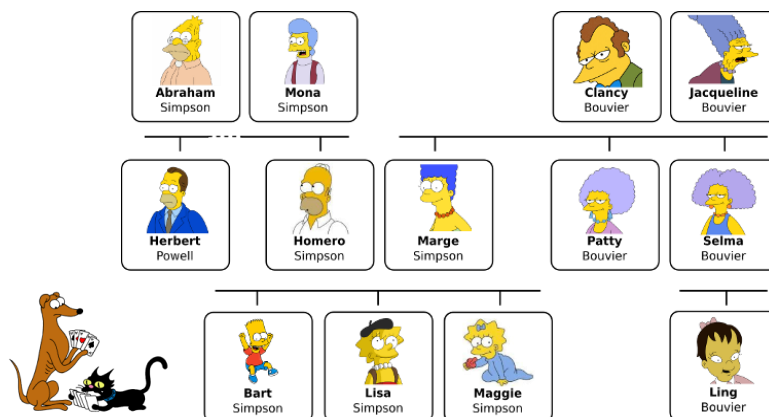 Abraham
Simpson
Mona
Simpson
Clancy
Bouvier
Jacqueline
Bouvier
Herbert
Powell
Homero
Simpson
Marge
Simpson
Patty
Bouvier
Selma
Bouvier
Bart
Simpson
Lisa
Simpson
Maggie
Simpson
Ling
Bouvier